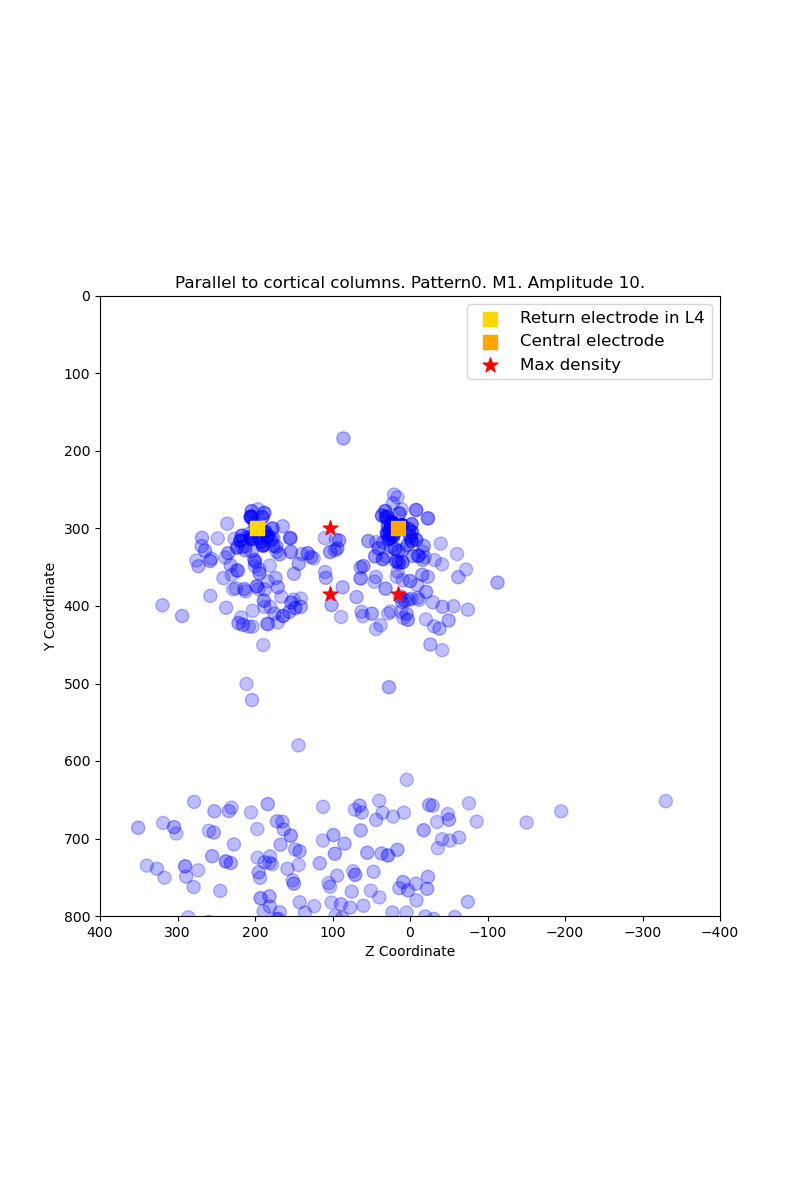 Parallel to cortical columns. Pattern0. M1. Amplitude 10.
Return electrode in L4
Central electrode
Max density
0
100
200
300
400
500
600
700
800
Y Coordinate
400 300 200 100 0 −100 −200 −300 −400
Z Coordinate